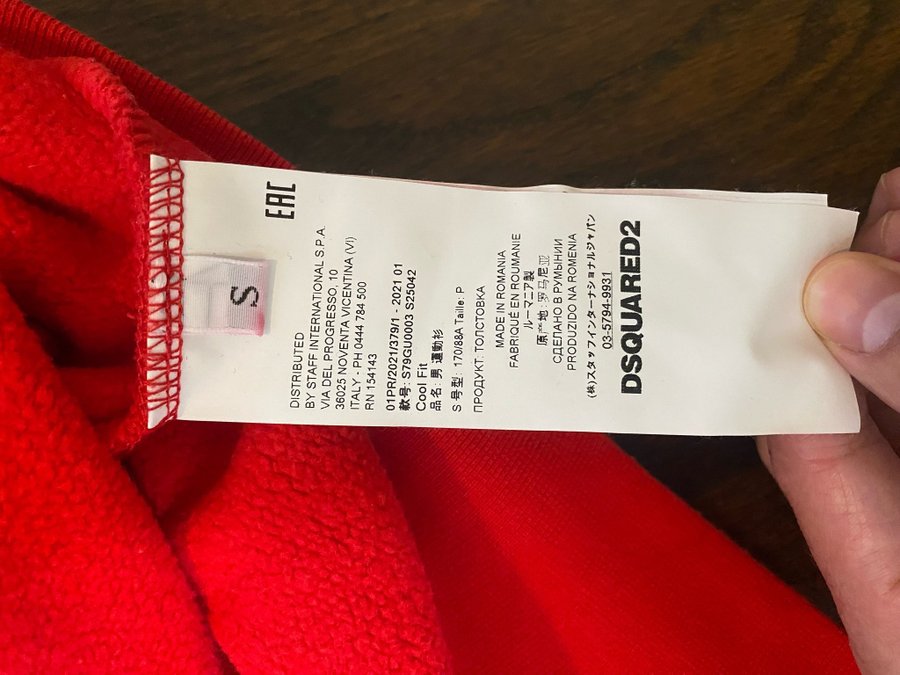 S
EAC
DISTRIBUTED
BY STAFF INTERNATIONAL S.P.A.
VIA DEL PROGRESSO, 10
36025 NOVENTA VICENTINA (VI)
ITALY - PH 0444 784 500
RN 154143
01PR/2021/379/1 - 2021 01
款号: S79GU0003 S25042
Cool Fit
品名: 男 運動衫
S 号型: 170/88A Taille: P
ПРОДУКТ: ТОЛСТОВКА
MADE IN ROMANIA
ルーマニア製
FABRIQUÉ EN ROUMANIE
原产地: 罗马尼亚
СДЕЛАНО В РУМЫНИИ
PRODUZIDO NA ROMENIA
(株)スタッフインターナショナルジャパン
03-5794-9931
DSQUARED2